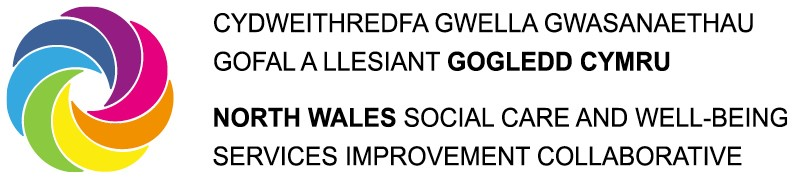 CYDWEITHREDFA GWELLA GWASANAETHAU
GOFAL A LLESIANT GOGLEDD CYMRU
NORTH WALES SOCIAL CARE AND WELL-BEING
SERVICES IMPROVEMENT COLLABORATIVE